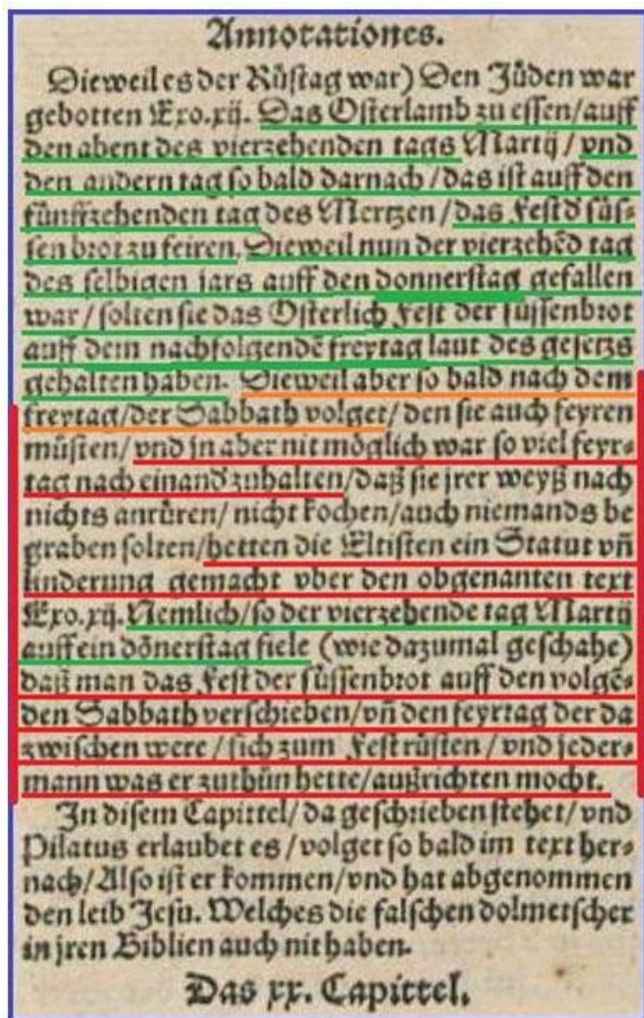 Annotationes.
Dieweil es der Rüstag war) Den Jüden war
gebotten Exo.xij. Das Osterlamb zu essen/auff
den abent des vierzehenden tags Martij/vnd
den andern tag so bald darnach/das ist auff den
fünffzehenden tag des Mertzen/das Fest d̕ süs-
sen brot zu feiren. Dieweil nun der vierzehēd tag
des selbigen jars auff den donnerstag gefallen
war/solten sie das Osterlich Fest der süssenbrot
auff dem nachfolgendē freytag laut des gesetzs
gehalten haben. Dieweil aber so bald nach dem
freytag/der Sabbath volget/den sie auch feyren
müsten/vnd jn aber nit möglich war so viel feyr-
tag nach einand̕ zuhalten/daß sie jrer weyß nach
nichts anrüren/nicht kochen/auch niemands be
graben solten/hetten die Eltisten ein Statut vñ
änderung gemacht vber den obgenanten text
Exo.xij. Nemlich/so der vierzehende tag Martij
auff ein dōnerstag fiele (wie dazumal geschahe)
daß man das Fest der süssenbrot auff den volgē-
den Sabbath verschieben/vñ den feyrtag der da
zwischen were/sich zum Fest rüsten/vnd jeder-
mann was er zuthün hette/außrichten mocht.
In disem Capittel/da geschrieben stehet/vnd
Pilatus erlaubet es/volget so bald im text her-
nach/Also ist er kommen/vnd hat abgenommen
den leib Jesu. Welches die falschen dolmetscher
in jren Biblien auch nit haben.
Das xx. Capittel.